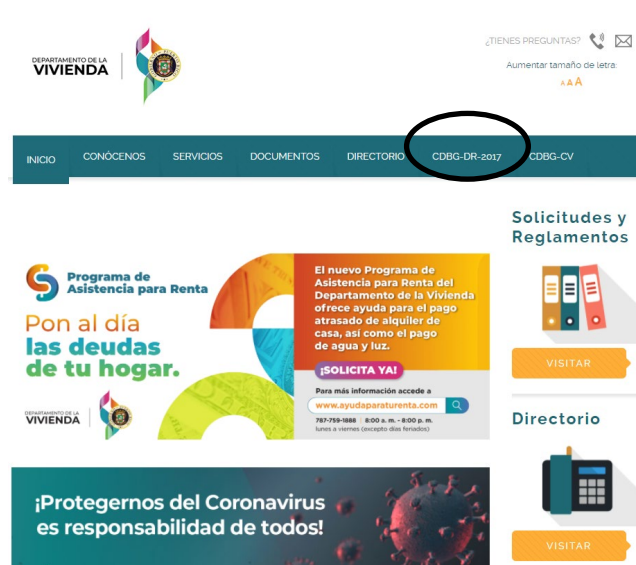 ¿TIENES PREGUNTAS?
DEPARTAMENTO DE LA
VIVIENDA
Aumentar tamaño de letra:
A A A
INICIO CONÓCENOS SERVICIOS DOCUMENTOS DIRECTORIO CDBG-DR-2017 CDBG-CV
Programa de
Asistencia para Renta
Pon al día
las deudas
de tu hogar.
DEPARTAMENTO DE LA
VIVIENDA
El nuevo Programa de
Asistencia para Renta del
Departamento de la Vivienda
ofrece ayuda para el pago
atrasado de alquiler de
casa, así como el pago
de agua y luz.
¡SOLICITA YA!
Para más información accede a
www.ayudaparaturenta.com
787-759-1888 | 8:00 a. m. - 8:00 p. m.
lunes a viernes (excepto días feriados)
¡Protegernos del Coronavirus
es responsabilidad de todos!
Solicitudes y
Reglamentos
VISITAR
Directorio
VISITAR